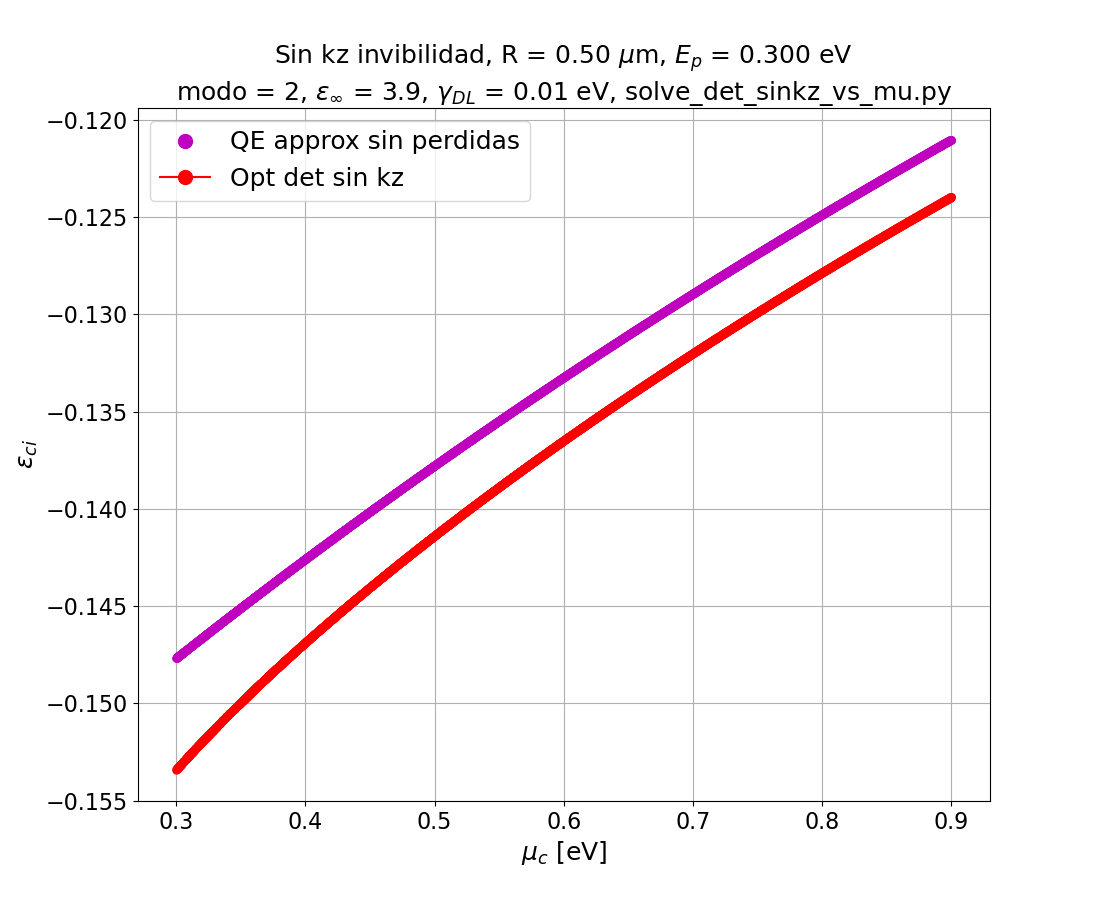 Sin kz invibilidad, R = 0.50 μm, E_p = 0.300 eV
modo = 2, ε_∞ = 3.9, γ_DL = 0.01 eV, solve_det_sinkz_vs_mu.py
QE approx sin perdidas
Opt det sin kz
−0.120
−0.125
−0.130
−0.135
−0.140
−0.145
−0.150
−0.155
ε_ci
0.3 0.4 0.5 0.6 0.7 0.8 0.9
μ_c [eV]